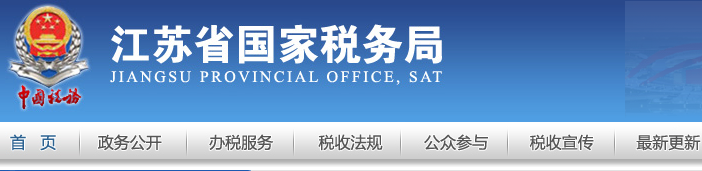 江苏省国家税务局
JIANGSU PROVINCIAL OFFICE, SAT
中国税务
首 页 政务公开 办税服务 税收法规 公众参与 税收宣传 最新更新